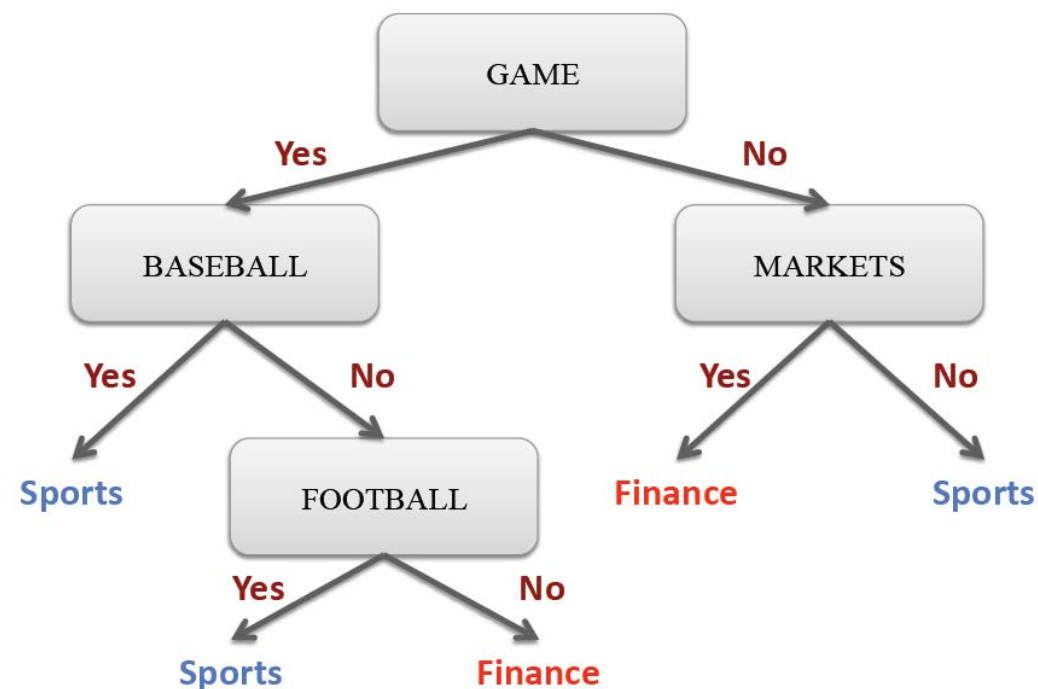 GAME
Yes
No
BASEBALL
MARKETS
Yes
No
Yes
No
Sports
FOOTBALL
Finance
Sports
Yes
No
Sports
Finance